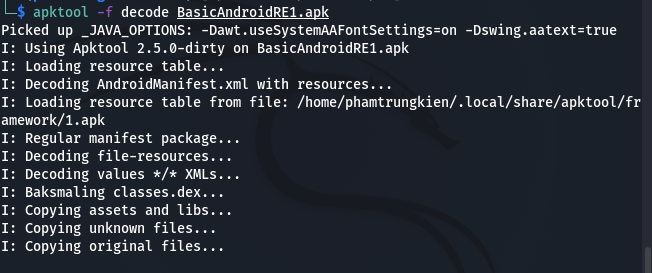 └─$ apktool -f decode BasicAndroidRE1.apk
Picked up _JAVA_OPTIONS: -Dawt.useSystemAAFontSettings=on -Dswing.aatext=true
I: Using Apktool 2.5.0-dirty on BasicAndroidRE1.apk
I: Loading resource table...
I: Decoding AndroidManifest.xml with resources...
I: Loading resource table from file: /home/phamtrungkien/.local/share/apktool/fr
amework/1.apk
I: Regular manifest package...
I: Decoding file-resources...
I: Decoding values */* XMLs...
I: Baksmaling classes.dex...
I: Copying assets and libs...
I: Copying unknown files...
I: Copying original files...